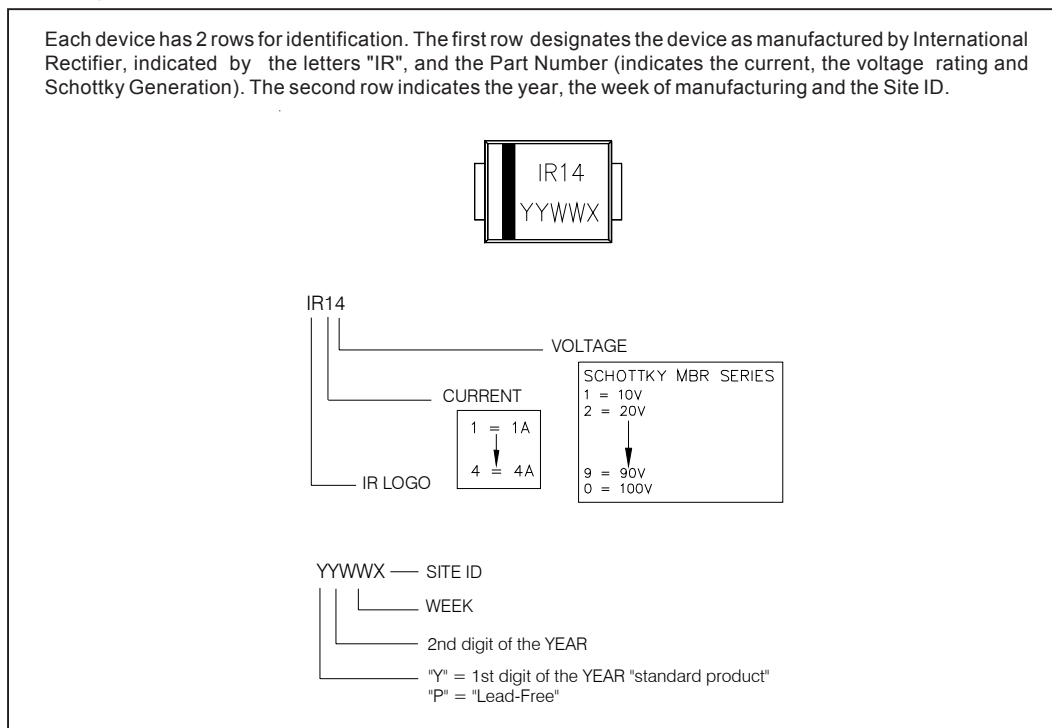 Each device has 2 rows for identification. The first row designates the device as manufactured by International
Rectifier, indicated by the letters "IR", and the Part Number (indicates the current, the voltage rating and
Schottky Generation). The second row indicates the year, the week of manufacturing and the Site ID.
IR14
YYWWX
IR14
VOLTAGE
SCHOTTKY MBR SERIES
1 = 10V
2 = 20V
9 = 90V
0 = 100V
CURRENT
1 = 1A
4 = 4A
IR LOGO
YYWWX
SITE ID
WEEK
2nd digit of the YEAR
"Y" = 1st digit of the YEAR "standard product"
"P" = "Lead-Free"